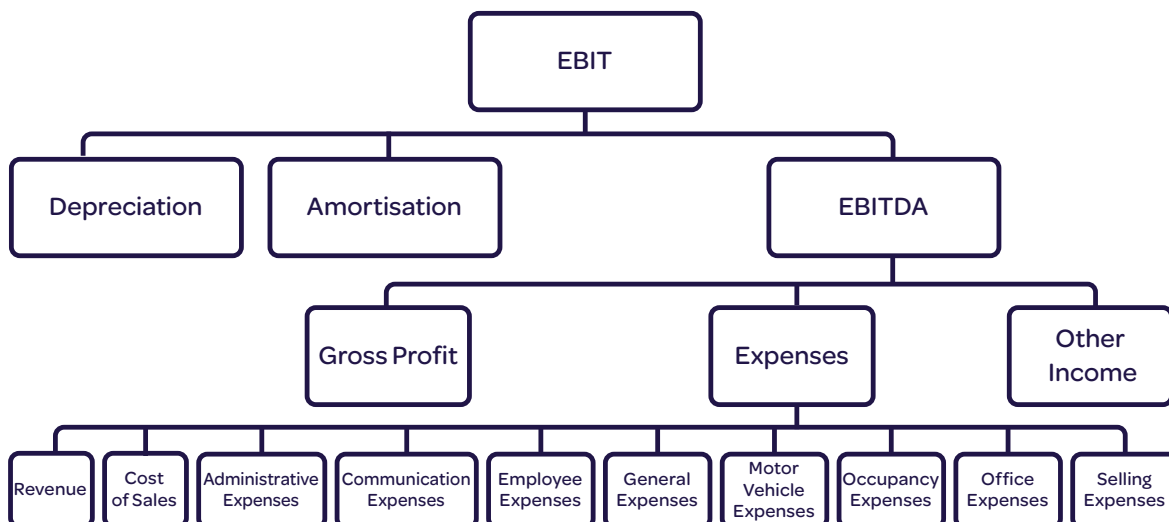 EBIT
Depreciation
Amortisation
EBITDA
Gross Profit
Expenses
Other
Income
Revenue
Cost
of Sales
Administrative
Expenses
Communication
Expenses
Employee
Expenses
General
Expenses
Motor
Vehicle
Expenses
Occupancy
Expenses
Office
Expenses
Selling
Expenses